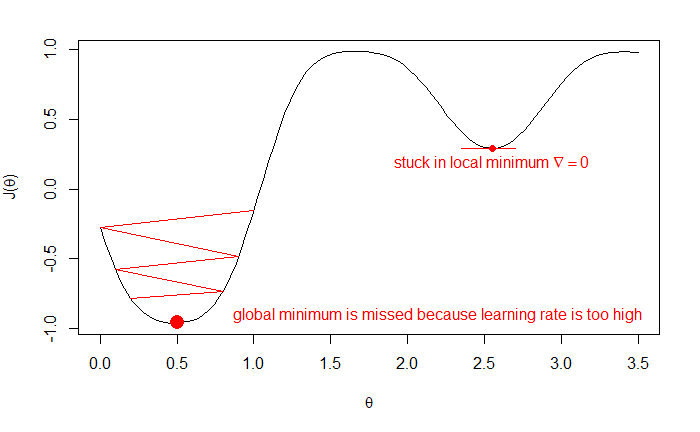 1.0
0.5
0.0
-0.5
-1.0
J(θ)
stuck in local minimum ∇ = 0
global minimum is missed because learning rate is too high
0.0 0.5 1.0 1.5 2.0 2.5 3.0 3.5
θ